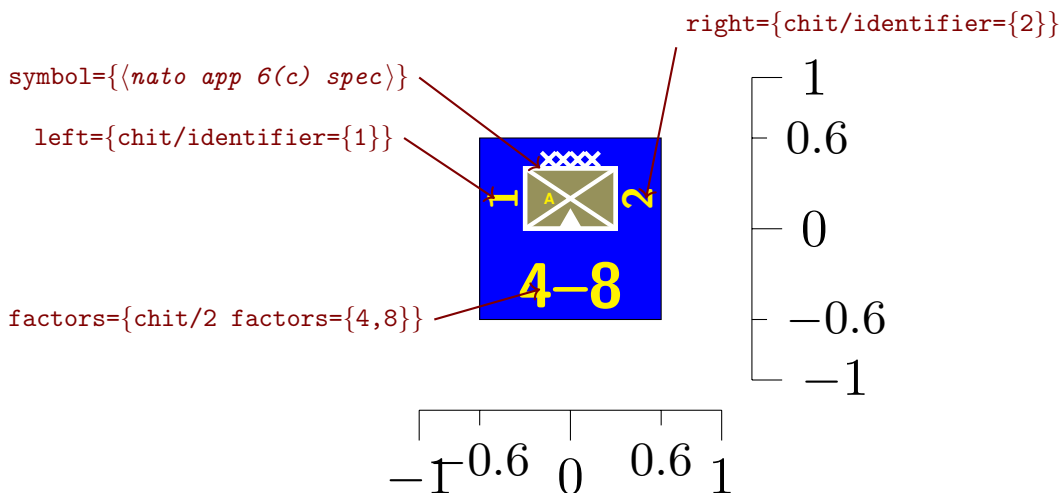 right={chit/identifier={2}}
symbol={⟨nato app 6(c) spec⟩}
1
left={chit/identifier={1}}
0.6
XXXX
1 A 2
0
4–8
factors={chit/2 factors={4,8}}
−0.6
−1
−1 −0.6 0 0.6 1